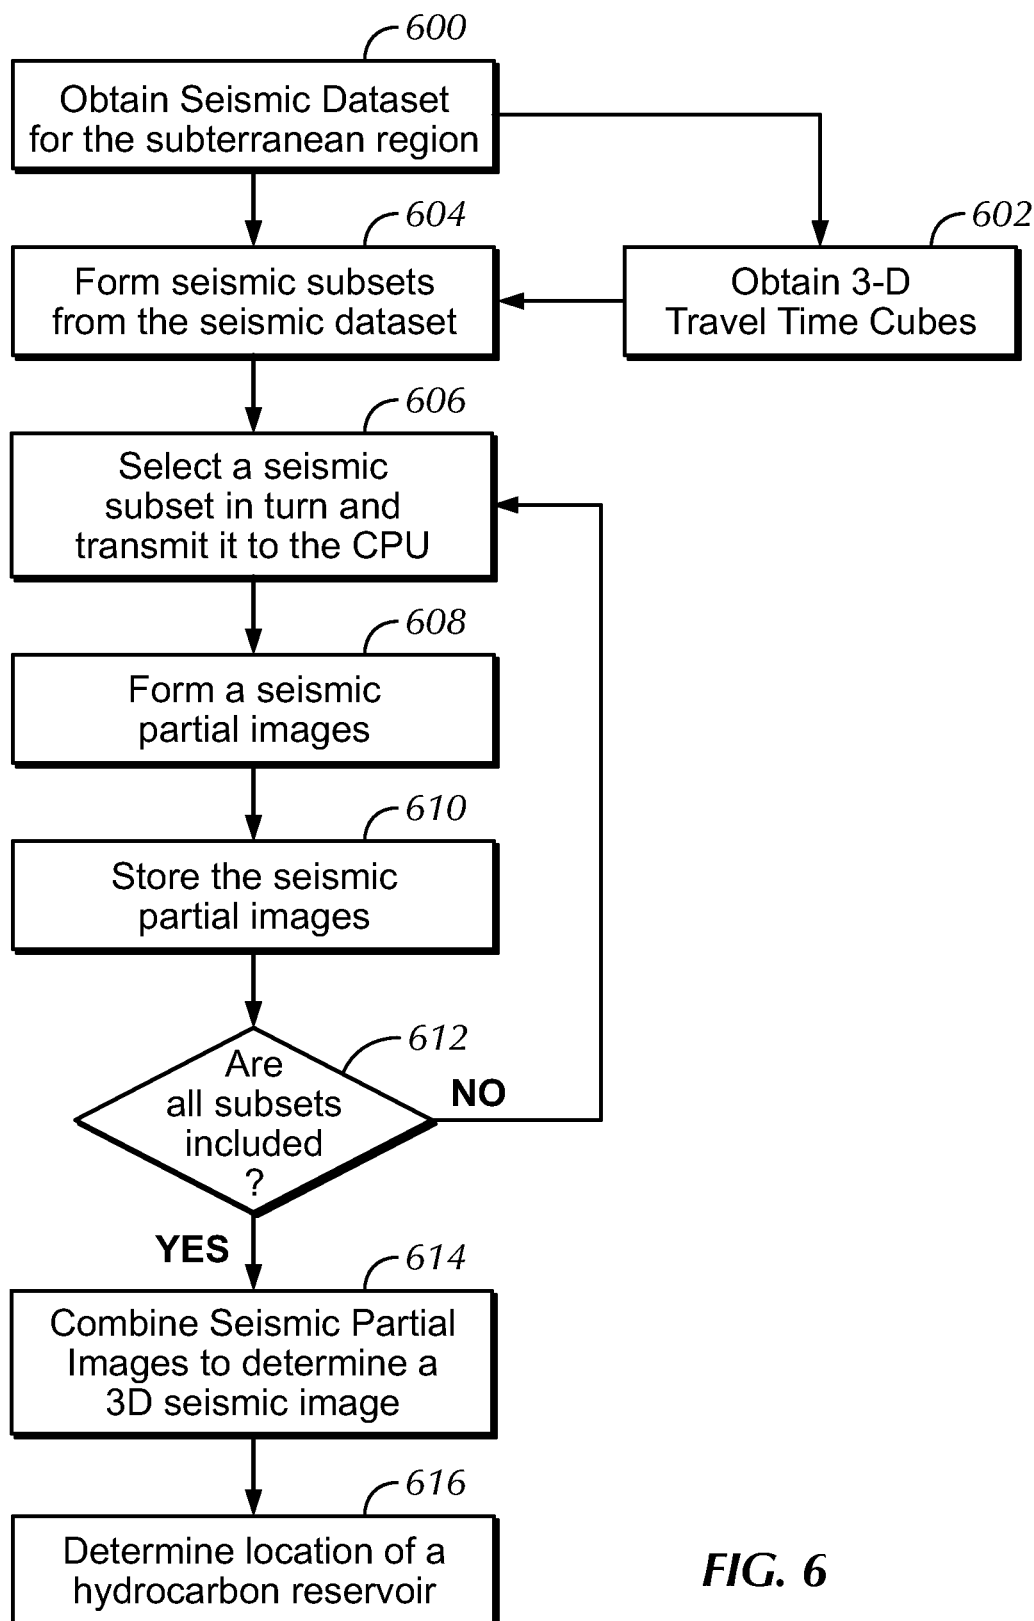 600
Obtain Seismic Dataset
for the subterranean region
604
Form seismic subsets
from the seismic dataset
602
Obtain 3-D
Travel Time Cubes
606
Select a seismic
subset in turn and
transmit it to the CPU
608
Form a seismic
partial images
610
Store the seismic
partial images
612
Are
all subsets
included
?
NO
YES
614
Combine Seismic Partial
Images to determine a
3D seismic image
616
Determine location of a
hydrocarbon reservoir
FIG. 6